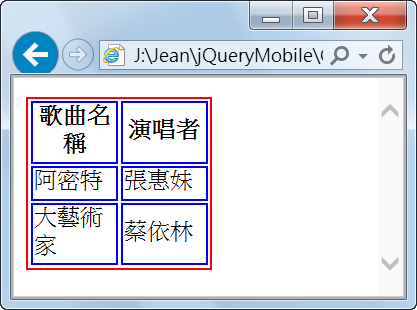 J:\Jean\jQueryMobile\
歌曲名
稱
演唱者
阿密特
張惠妹
大藝術
家
蔡依林